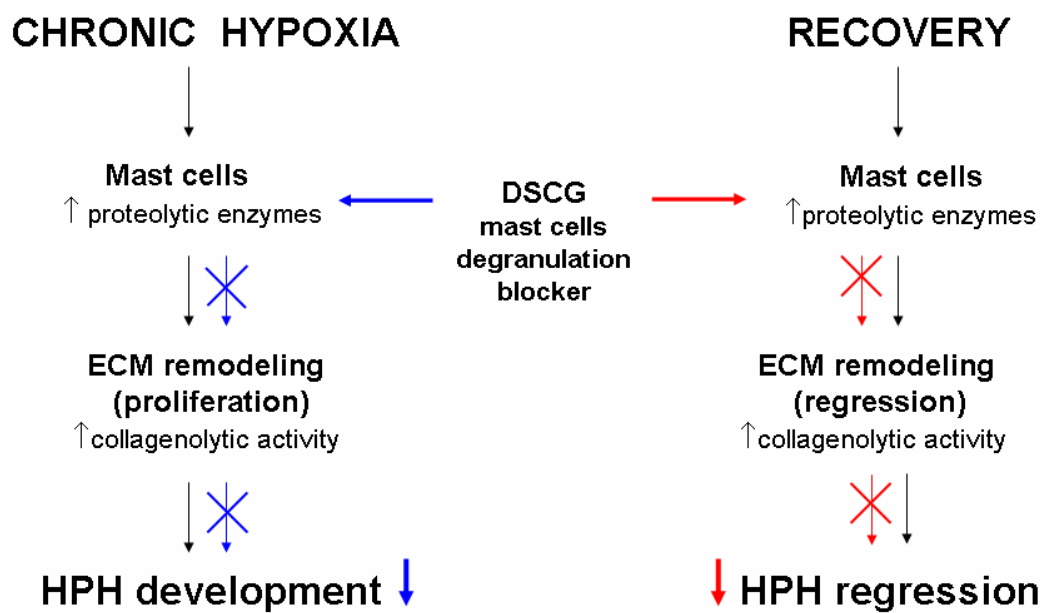 CHRONIC HYPOXIA
RECOVERY
Mast cells
↑ proteolytic enzymes
DSCG
mast cells
degranulation
blocker
Mast cells
↑proteolytic enzymes
ECM remodeling
(proliferation)
↑collagenolytic activity
ECM remodeling
(regression)
↑collagenolytic activity
HPH development ↓
↓ HPH regression